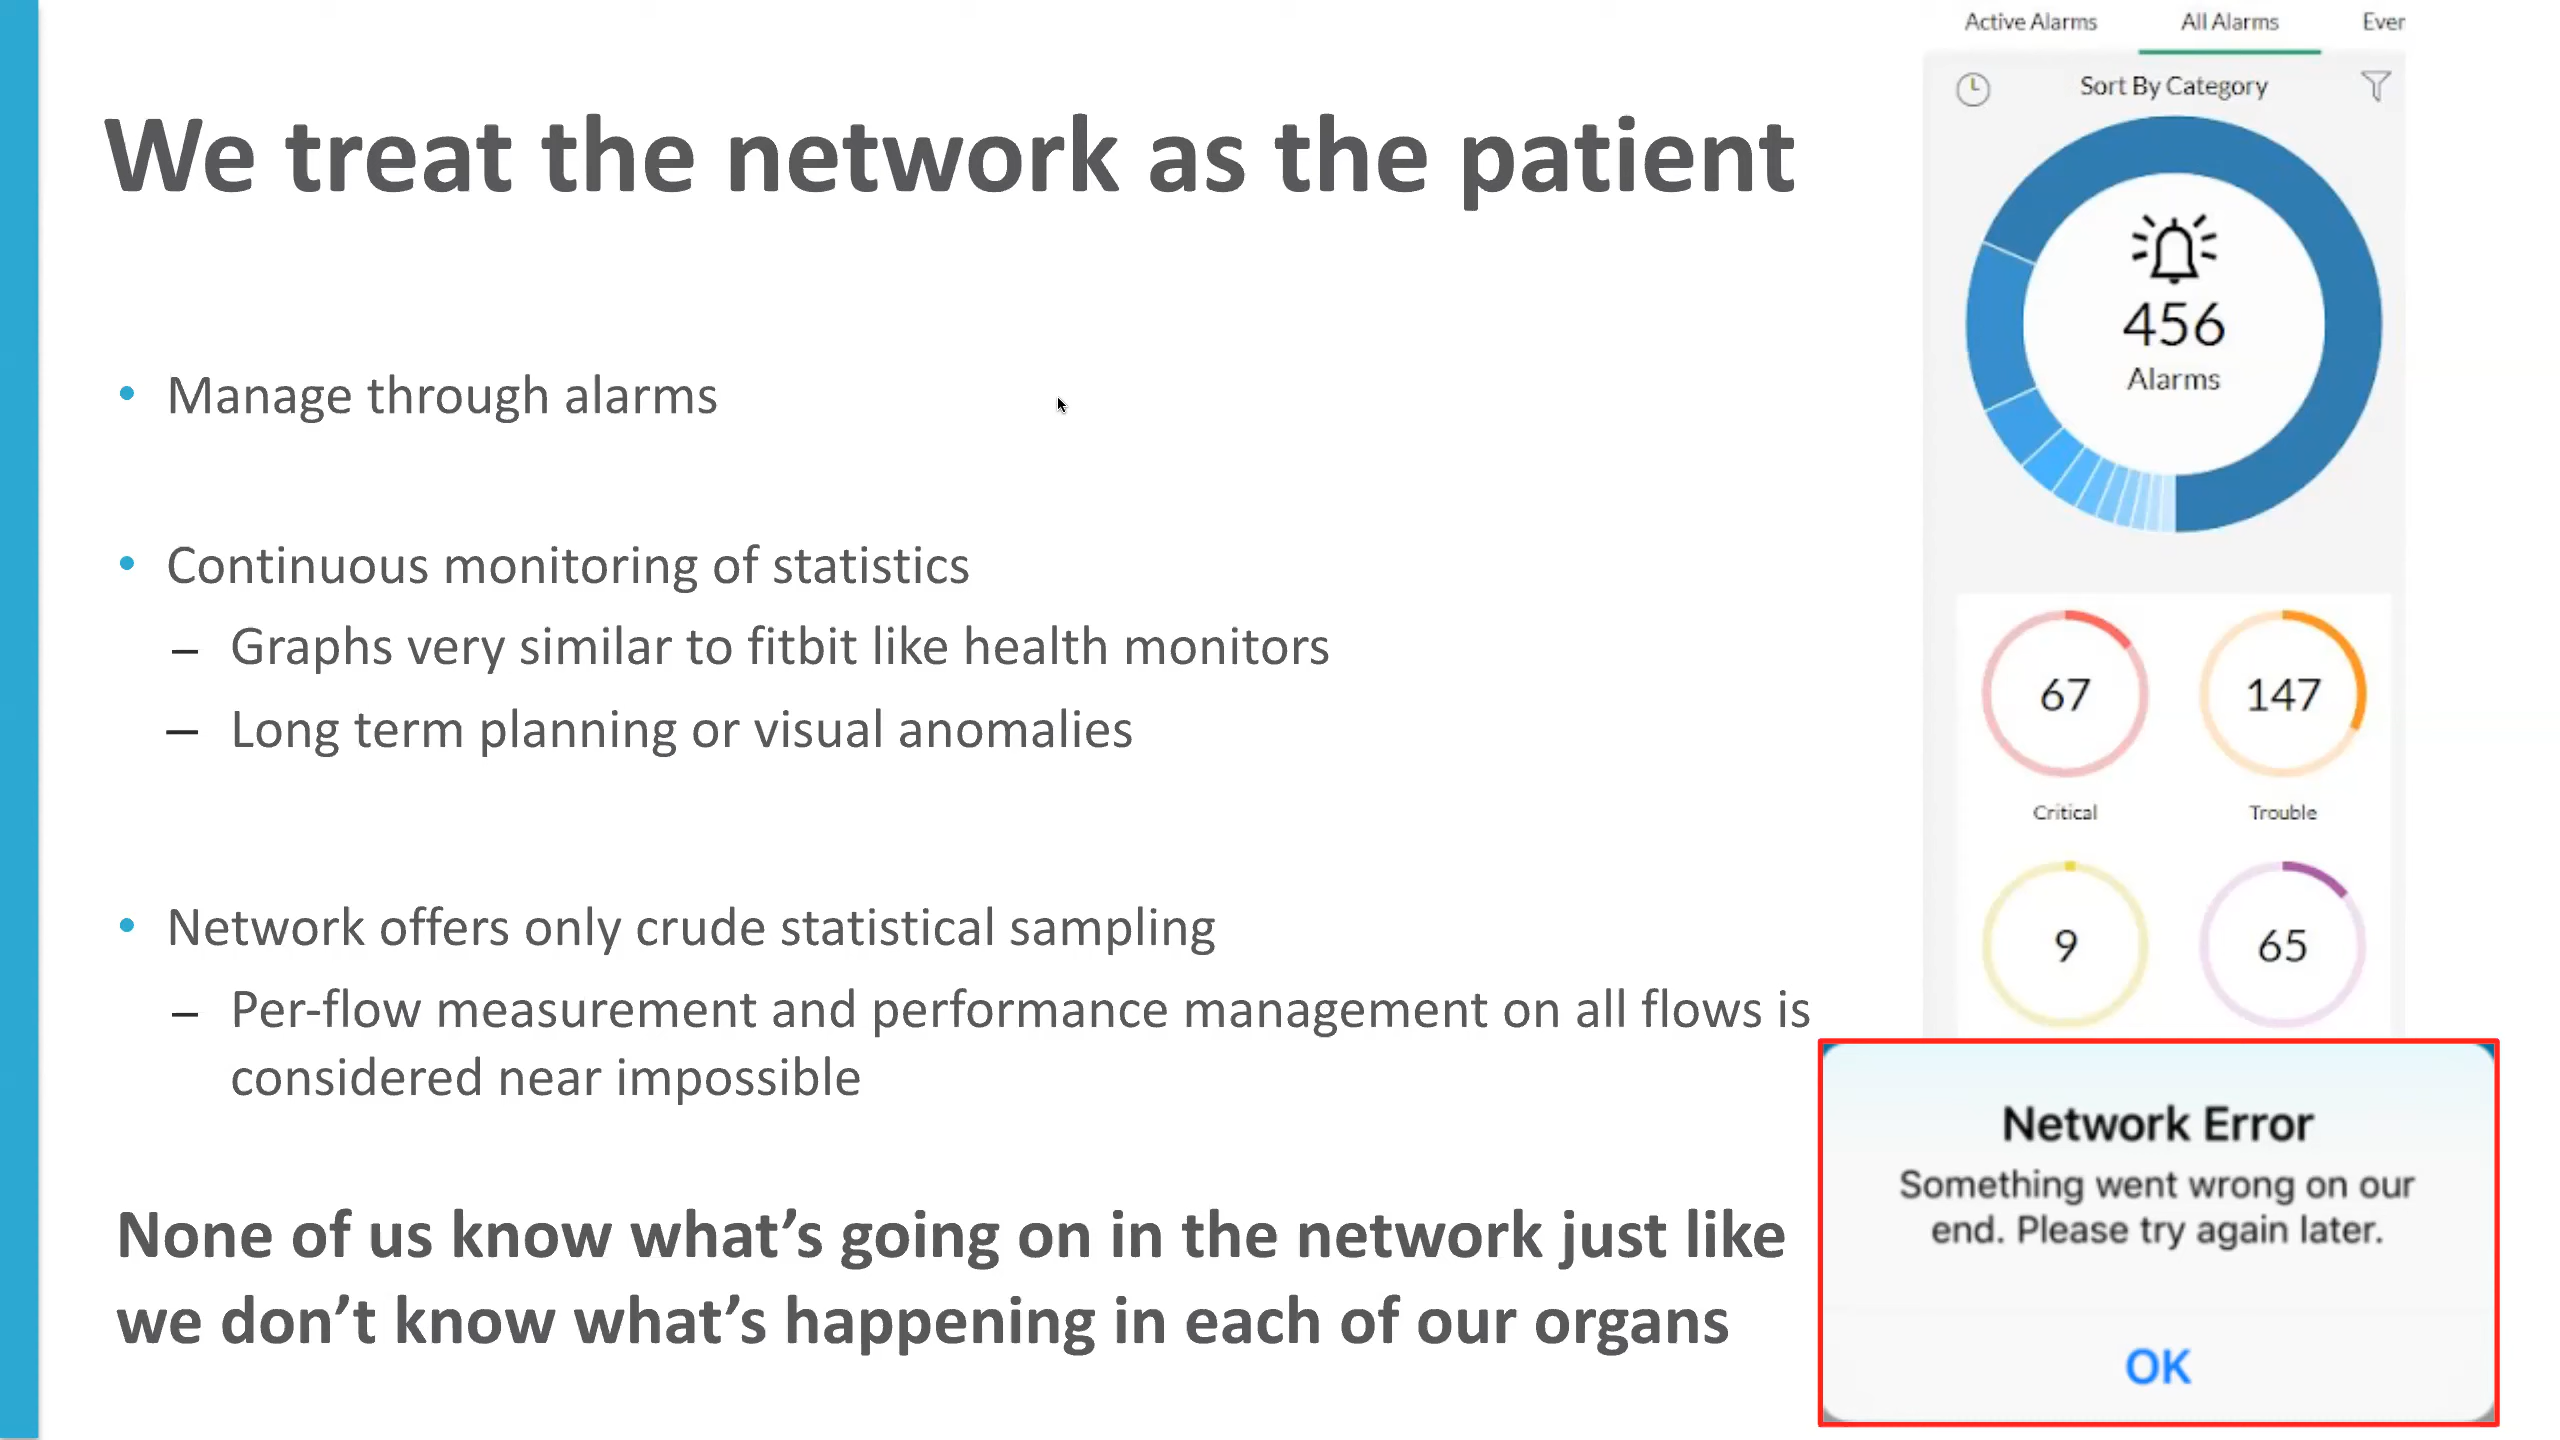 We treat the network as the patient
• Manage through alarms
• Continuous monitoring of statistics
– Graphs very similar to fitbit like health monitors
– Long term planning or visual anomalies
• Network offers only crude statistical sampling
– Per-flow measurement and performance management on all flows is
considered near impossible
None of us know what’s going on in the network just like
we don’t know what’s happening in each of our organs
Active Alarms All Alarms Ever
Sort By Category
456
Alarms
67 147
Critical Trouble
9 65
Network Error
Something went wrong on our
end. Please try again later.
OK